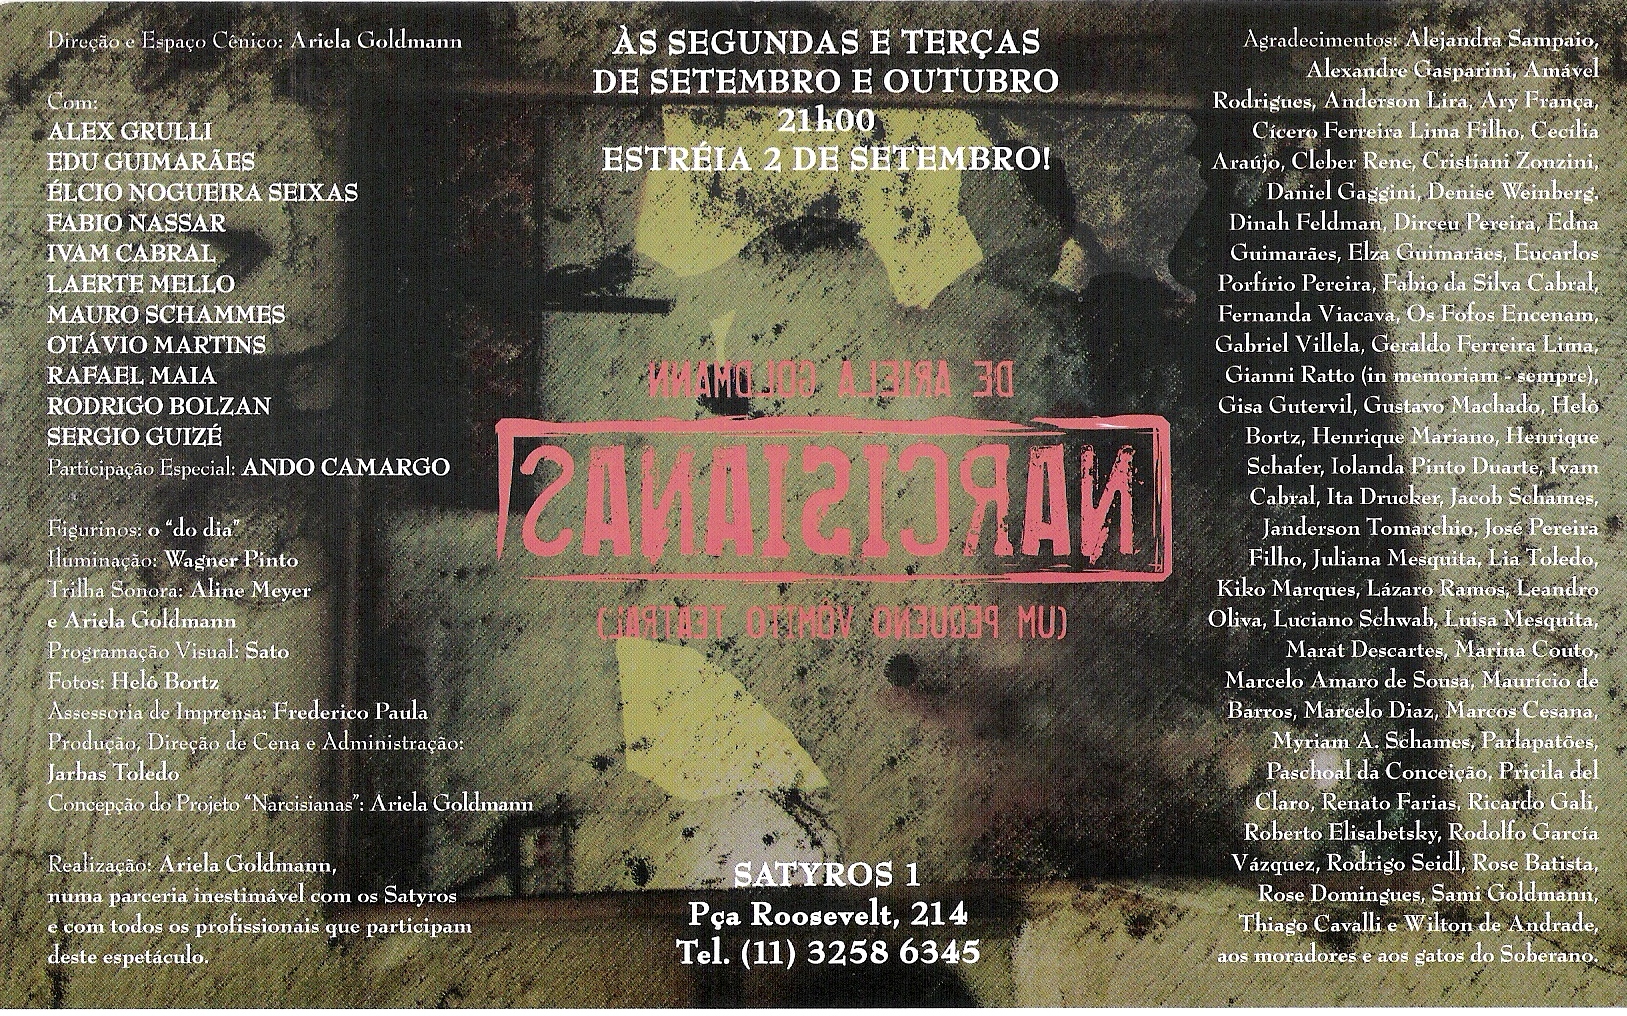 Direção e Espaço Cênico: Ariela Goldmann
Com:
ALEX GRULLI
EDU GUIMARÃES
ÉLCIO NOGUEIRA SEIXAS
FABIO NASSAR
IVAM CABRAL
LAERTE MELLO
MAURO SCHAMMES
OTÁVIO MARTINS
RAFAEL MAIA
RODRIGO BOLZAN
SERGIO GUIZÉ
Participação Especial: ANDO CAMARGO
Figurinos: o “do dia”
Iluminação: Wagner Pinto
Trilha Sonora: Aline Meyer
e Ariela Goldmann
Programação Visual: Sato
Fotos: Helô Bortz
Assessoria de Imprensa: Frederico Paula
Produção, Direção de Cena e Administração:
Jarbas Toledo
Concepção do Projeto “Narcisianas”: Ariela Goldmann
Realização: Ariela Goldmann,
numa parceria inestimável com os Satyros
e com todos os profissionais que participam
deste espetáculo.
ÀS SEGUNDAS E TERÇAS
DE SETEMBRO E OUTUBRO
21h00
ESTRÉIA 2 DE SETEMBRO!
DE ARIELA GOLDMANN
NARCISIANAS
(UM PEQUENO VÔMITO TEATRAL)
SATYROS 1
Pça Roosevelt, 214
Tel. (11) 3258 6345
Agradecimentos: Alejandra Sampaio,
Alexandre Gasparini, Amável
Rodrigues, Anderson Lira, Ary França,
Cícero Ferreira Lima Filho, Cecília
Araújo, Cleber Rene, Cristiani Zonzini,
Daniel Gaggini, Denise Weinberg.
Dinah Feldman, Dirceu Pereira, Edna
Guimarães, Elza Guimarães, Eucarlos
Porfírio Pereira, Fabio da Silva Cabral,
Fernanda Viacava, Os Fofos Encenam,
Gabriel Villela, Geraldo Ferreira Lima,
Gianni Ratto (in memoriam - sempre),
Gisa Gutervil, Gustavo Machado, Helô
Bortz, Henrique Mariano, Henrique
Schafer, Iolanda Pinto Duarte, Ivam
Cabral, Ita Drucker, Jacob Schames,
Janderson Tomarchio, José Pereira
Filho, Juliana Mesquita, Lia Toledo,
Kiko Marques, Lázaro Ramos, Leandro
Oliva, Luciano Schwab, Luisa Mesquita,
Marat Descartes, Marina Couto,
Marcelo Amaro de Sousa, Maurício de
Barros, Marcelo Diaz, Marcos Cesana,
Myriam A. Schames, Parlapatões,
Paschoal da Conceição, Pricila del
Claro, Renato Farias, Ricardo Gali,
Roberto Elisabetsky, Rodolfo García
Vázquez, Rodrigo Seidl, Rose Batista,
Rose Domingues, Sami Goldmann,
Thiago Cavalli e Wilton de Andrade,
aos moradores e aos gatos do Soberano.